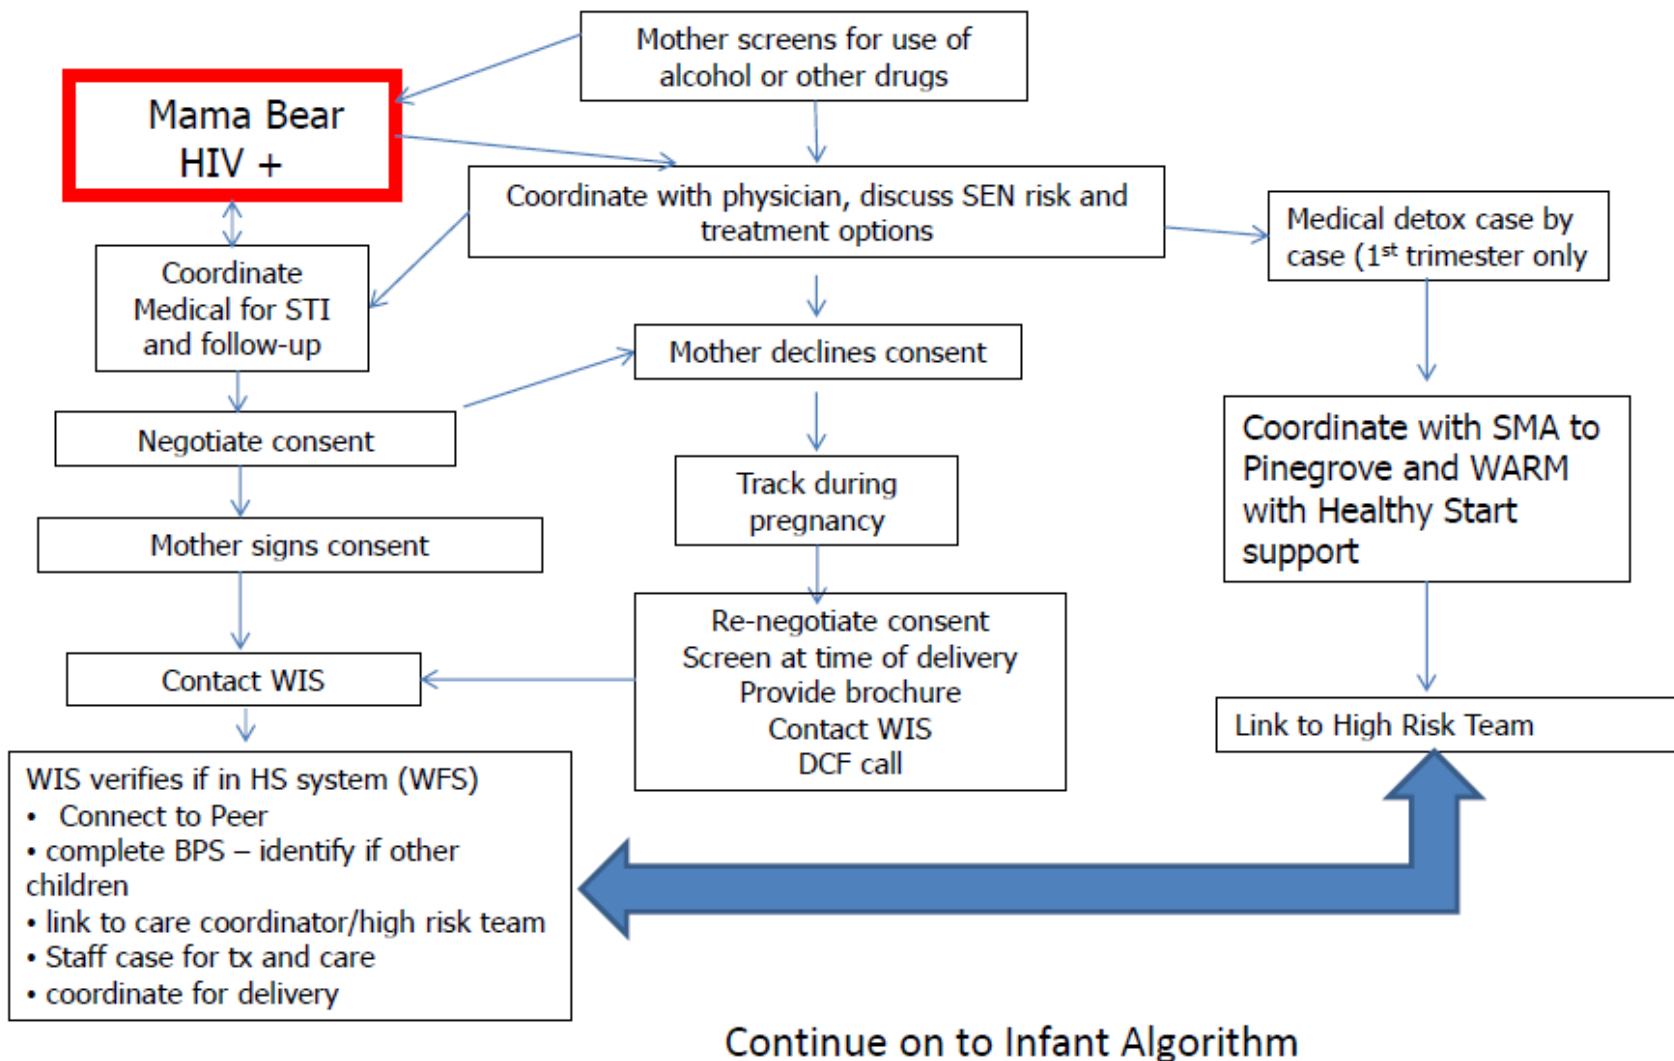 Mother screens for use of
alcohol or other drugs
Mama Bear
HIV +
Coordinate with physician, discuss SEN risk and
treatment options
Medical detox case by
case (1st trimester only
Coordinate
Medical for STI
and follow-up
Mother declines consent
Negotiate consent
Coordinate with SMA to
Pinegrove and WARM
with Healthy Start
support
Track during
pregnancy
Mother signs consent
Re-negotiate consent
Screen at time of delivery
Provide brochure
Contact WIS
DCF call
Contact WIS
Link to High Risk Team
WIS verifies if in HS system (WFS)
• Connect to Peer
• complete BPS – identify if other
children
• link to care coordinator/high risk team
• Staff case for tx and care
• coordinate for delivery
Continue on to Infant Algorithm